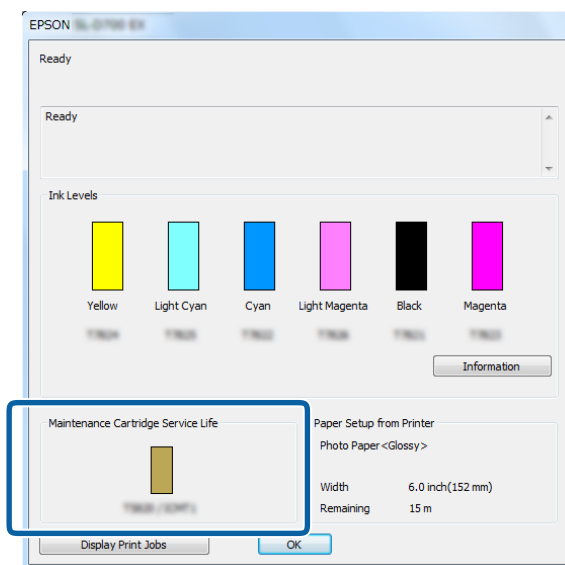 EPSON
Ready
Ready
Ink Levels
Yellow Light Cyan Cyan Light Magenta Black Magenta
Information
Maintenance Cartridge Service Life
Paper Setup from Printer
Photo Paper<Glossy>
Width 6.0 inch(152 mm)
Remaining 15 m
Display Print Jobs OK